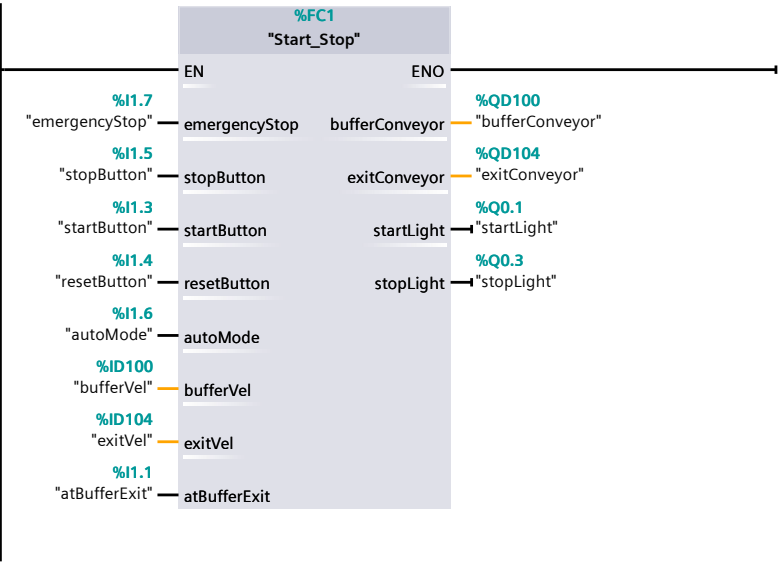 %FC1
"Start_Stop"
EN ENO
%I1.7 %QD100
"emergencyStop" emergencyStop bufferConveyor "bufferConveyor"
%I1.5 %QD104
"stopButton" stopButton exitConveyor "exitConveyor"
%I1.3 %Q0.1
"startButton" startButton startLight "startLight"
%I1.4 %Q0.3
"resetButton" resetButton stopLight "stopLight"
%I1.6
"autoMode" autoMode
%ID100
"bufferVel" bufferVel
%ID104
"exitVel" exitVel
%I1.1
"atBufferExit" atBufferExit